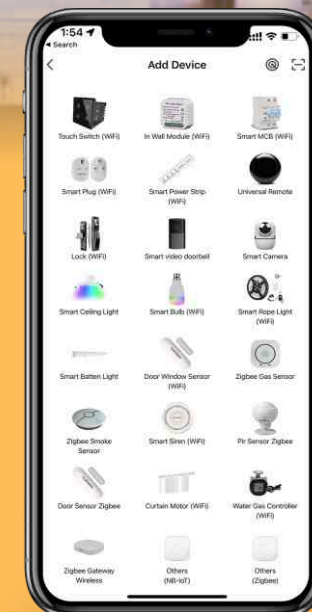 1:54
Search
Add Device
Touch Switch (WiFi)
In Wall Module (WiFi)
Smart MCB (WiFi)
Smart Plug (WiFi)
Smart Power Strip
(WiFi)
Universal Remote
Lock (WiFi)
Smart video doorbell
Smart Camera
Smart Ceiling Light
Smart Bulb (WiFi)
Smart Rope Light
(WiFi)
Smart Batten Light
Door Window Sensor
(WiFi)
Zigbee Gas Sensor
Zigbee Smoke
Sensor
Smart Siren (WiFi)
Pir Sensor Zigbee
Door Sensor Zigbee
Curtain Motor (WiFi)
Water Gas Controller
(WiFi)
Zigbee Gateway
Wireless
Others
(NB-IoT)
Others
(Zigbee)